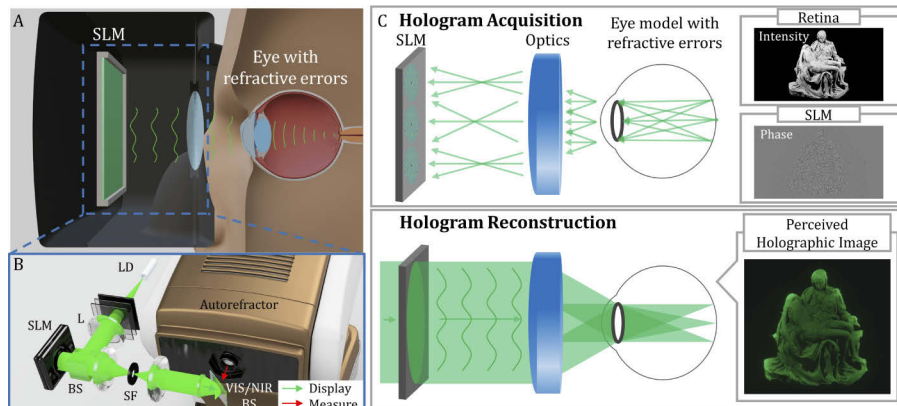 A
SLM
Eye with
refractive errors
B
LD
Autorefractor
L
SLM
BS
SF
VIS/NIR
BS
Display
Measure
C
Hologram Acquisition
SLM
Optics
Eye model with
refractive errors
Retina
Intensity
SLM
Phase
Hologram Reconstruction
Perceived
Holographic Image